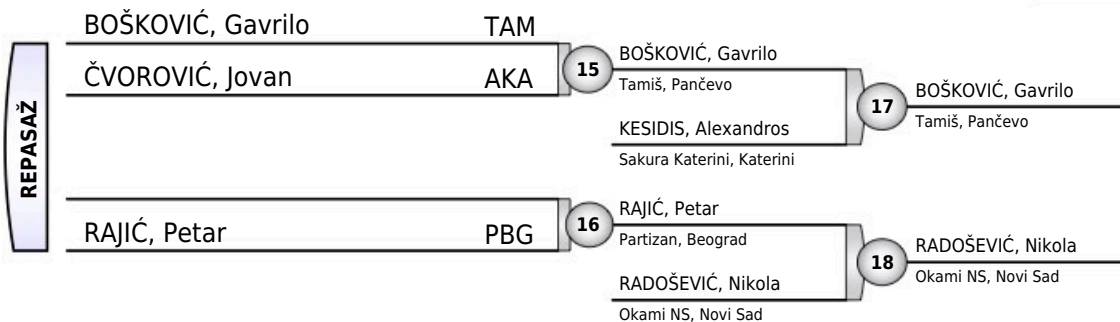 BOŠKOVIĆ, Gavrilo TAM
ČVOROVIĆ, Jovan AKA
15
BOŠKOVIĆ, Gavrilo
Tamiš, Pančevo
KESIDIS, Alexandros
Sakura Katerini, Katerini
17
BOŠKOVIĆ, Gavrilo
Tamiš, Pančevo
REPASAŽ
RAJIĆ, Petar PBG
16
RAJIĆ, Petar
Partizan, Beograd
RADOŠEVIĆ, Nikola
Okami NS, Novi Sad
18
RADOŠEVIĆ, Nikola
Okami NS, Novi Sad